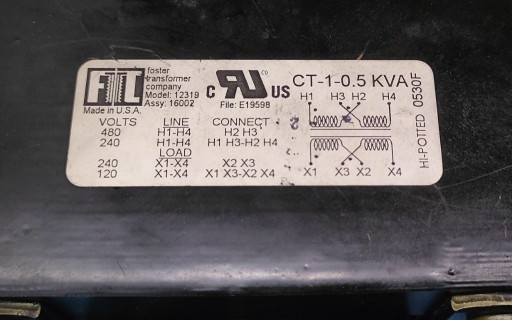 FTC
foster
transformer
company
Model: 12319
Assy: 16002
Made in U.S.A.
C UR US
File: E19598
CT-1-0.5 KVA
H1 H3 H2 H4
X1 X3 X2 X4
HI-POTTED 0530F
VOLTS LINE CONNECT
480 H1-H4 H2 H3
240 H1-H4 H1 H3-H2 H4
LOAD
240 X1-X4 X2 X3
120 X1-X4 X1 X3-X2 X4